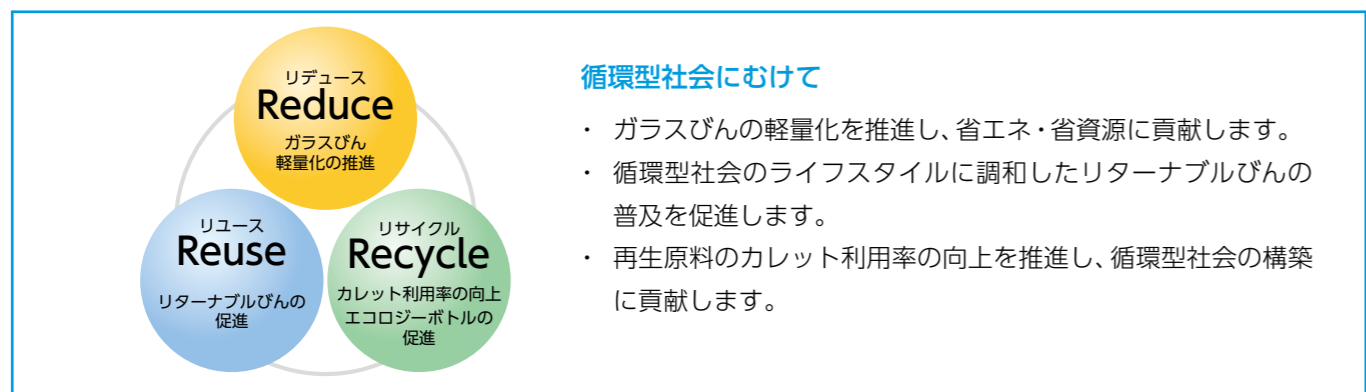 リデュース
Reduce
ガラスびん
軽量化の推進
リユース
Reuse
リターナブルびんの
促進
リサイクル
Recycle
カレット利用率の向上
エコロジーボトルの
促進
循環型社会にむけて
・ ガラスびんの軽量化を推進し、省エネ・省資源に貢献します。
・ 循環型社会のライフスタイルに調和したリターナブルびんの
普及を促進します。
・ 再生原料のカレット利用率の向上を推進し、循環型社会の構築
に貢献します。